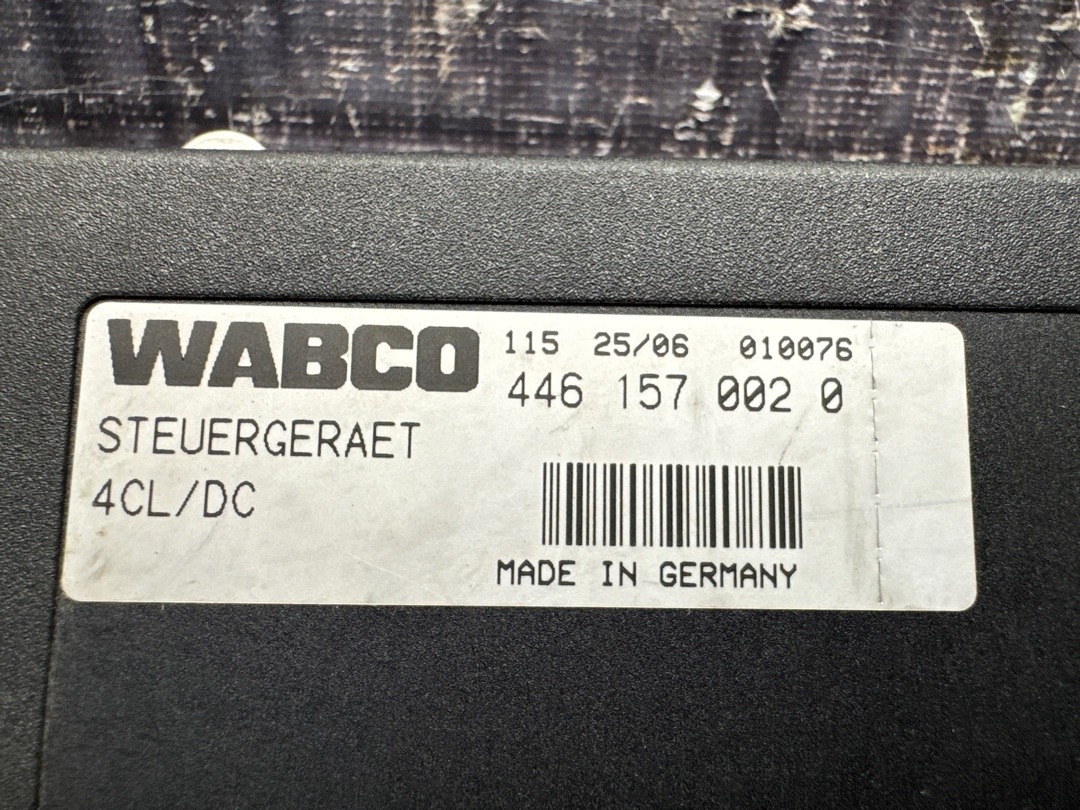 WABCO 115 25/06 010076
446 157 002 0
STEUERGERAET
4CL/DC
MADE IN GERMANY